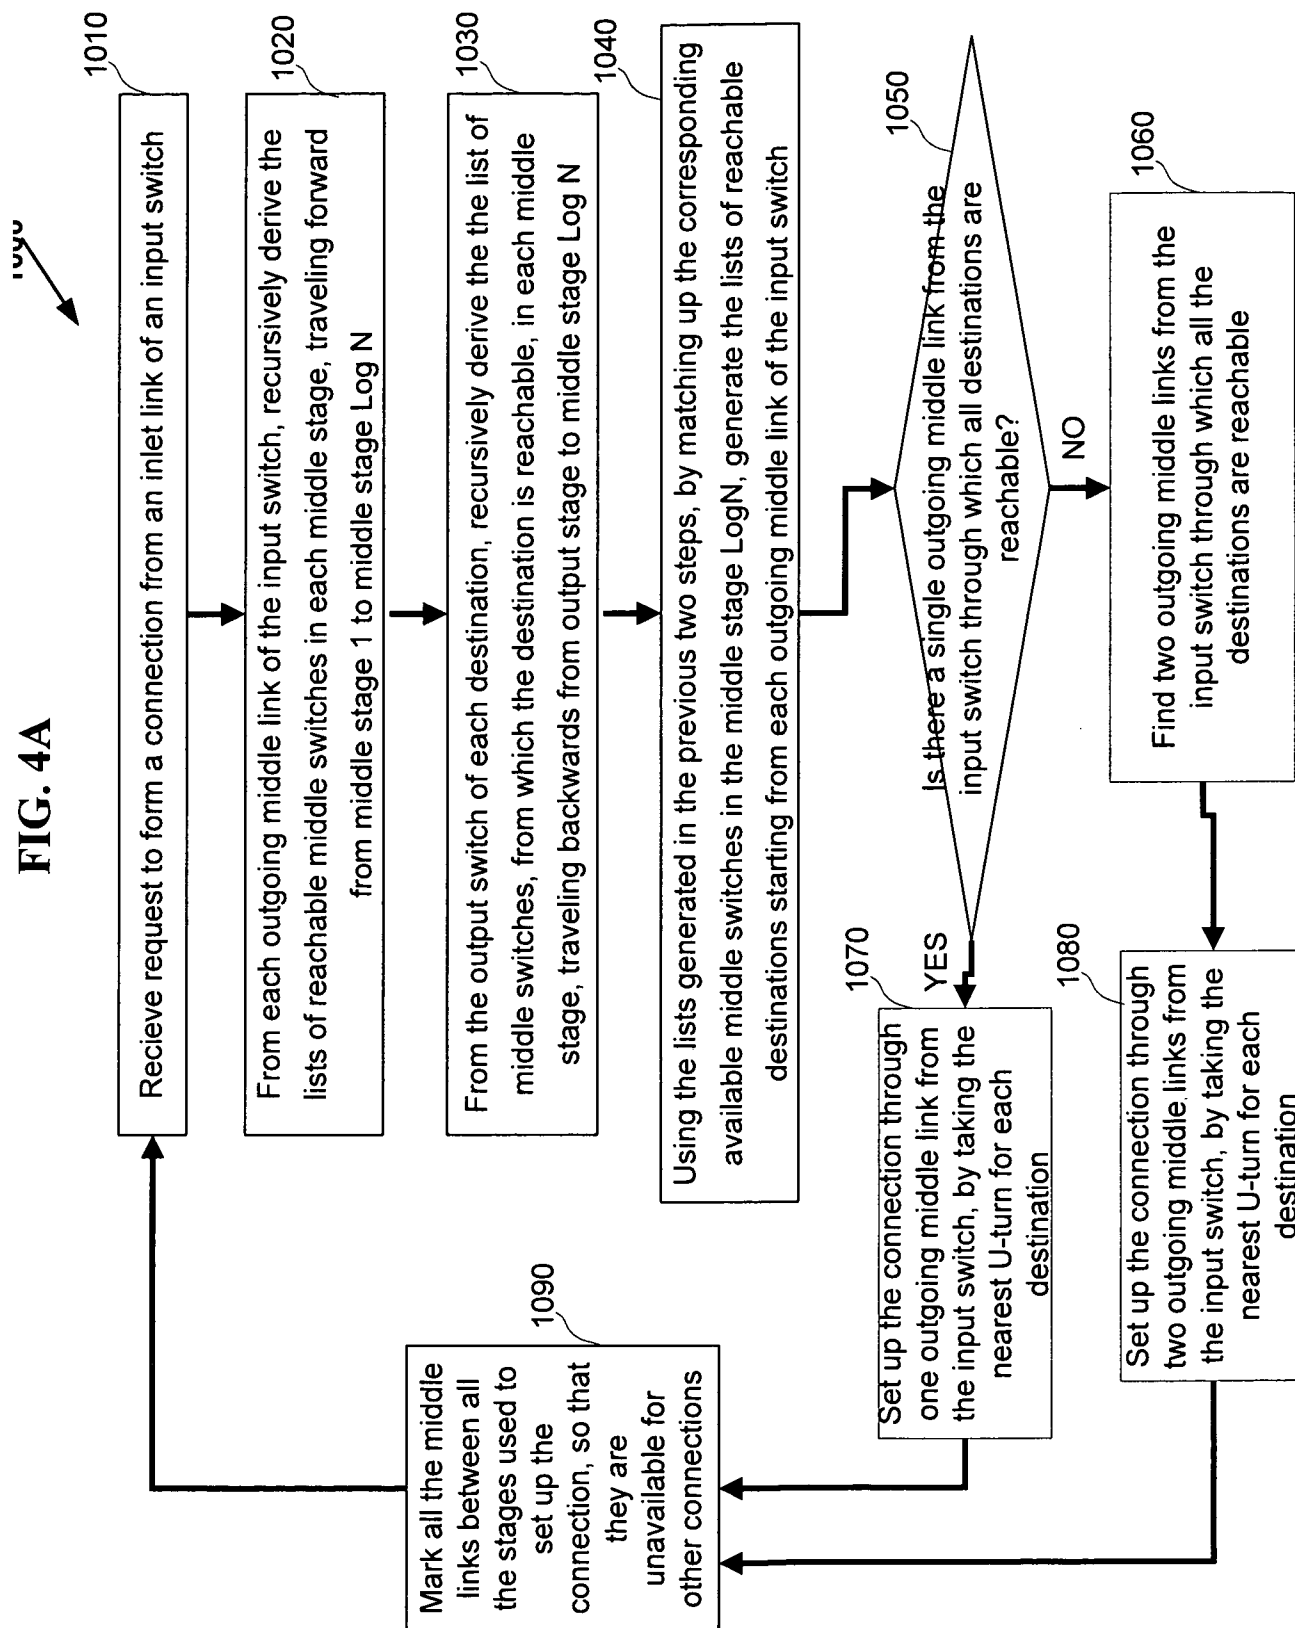 FIG. 4A
1010
Recieve request to form a connection from an inlet link of an input switch
1020
From each outgoing middle link of the input switch, recursively derive the
lists of reachable middle switches in each middle stage, traveling forward
from middle stage 1 to middle stage Log N
1030
From the output switch of each destination, recursively derive the the list of
middle switches, from which the destination is reachable, in each middle
stage, traveling backwards from output stage to middle stage Log N
1040
Using the lists generated in the previous two steps, by matching up the corresponding
available middle switches in the middle stage LogN, generate the lists of reachable
destinations starting from each outgoing middle link of the input switch
1050
Is there a single outgoing middle link from the
input switch through which all destinations are
reachable?
YES
NO
1060
Find two outgoing middle links from the
input switch through which all the
destinations are reachable
1070
Set up the connection through
one outgoing middle link from
the input switch, by taking the
nearest U-turn for each
destination
1080
Set up the connection through
two outgoing middle links from
the input switch, by taking the
nearest U-turn for each
destination
1090
Mark all the middle
links between all
the stages used to
set up the
connection, so that
they are
unavailable for
other connections